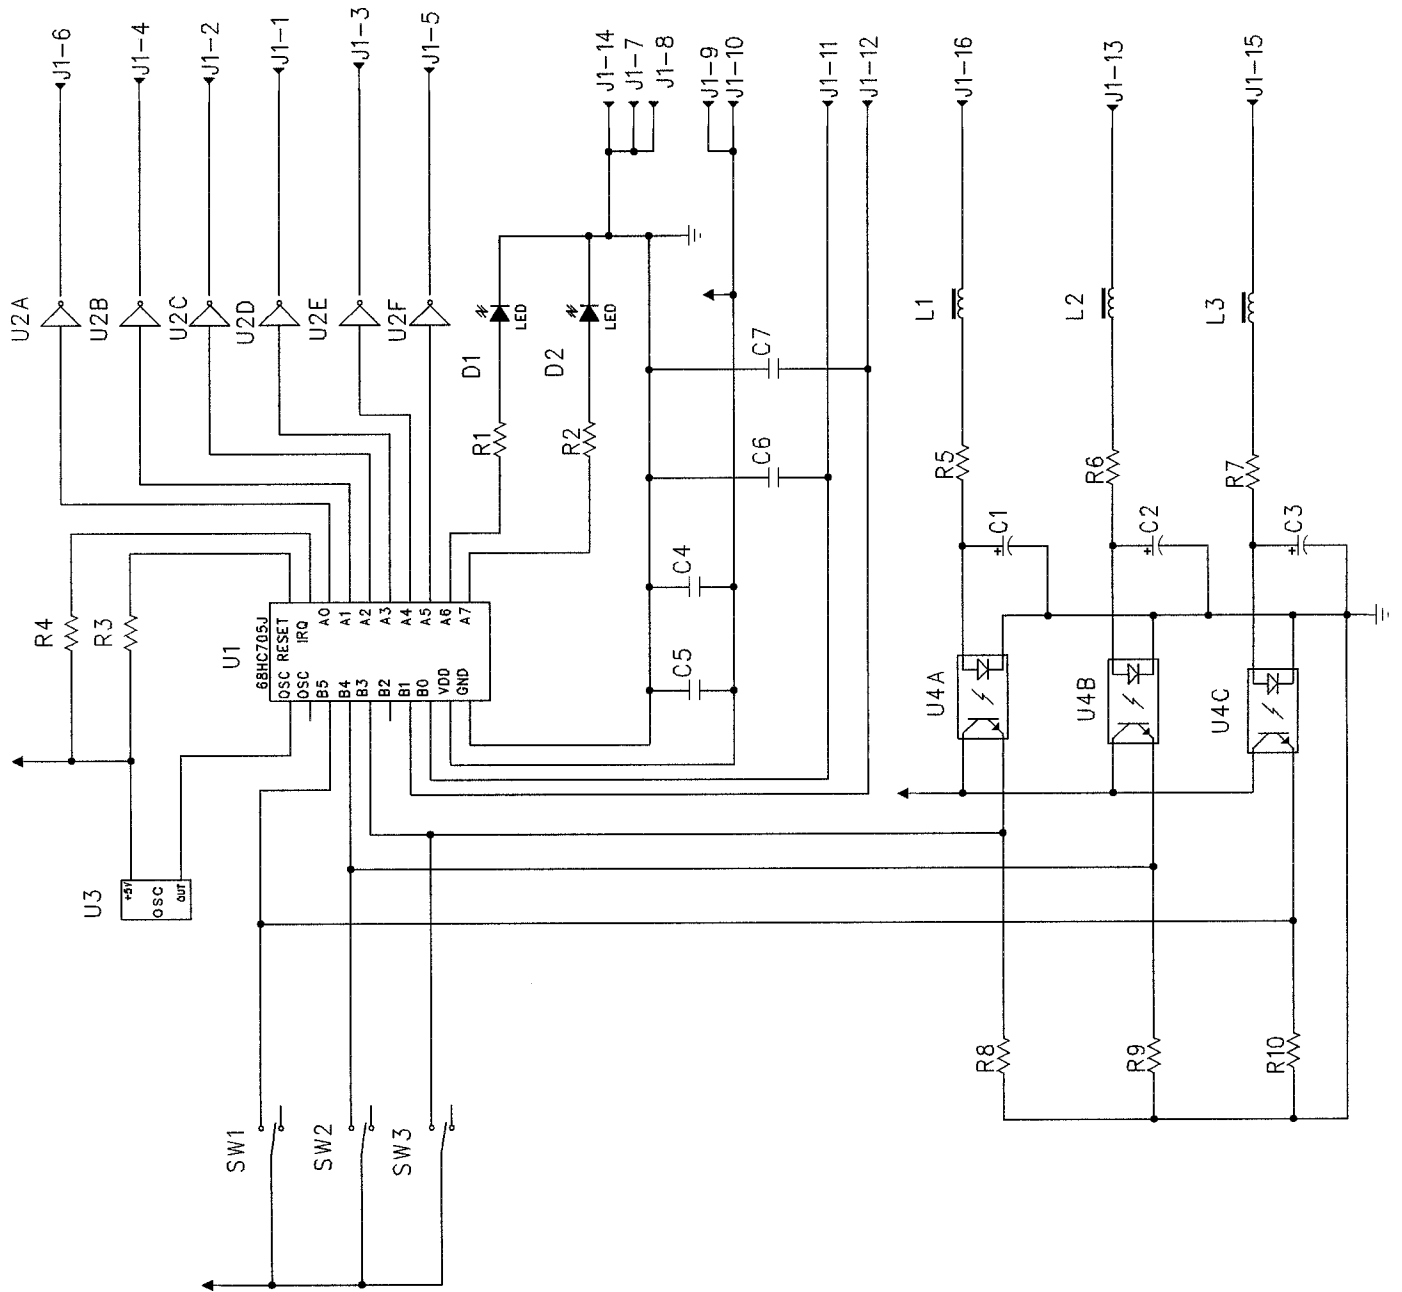 J1-6
J1-4
J1-2
J1-1
J1-3
J1-5
J1-14
J1-7
J1-8
J1-9
J1-10
J1-11
J1-12
J1-16
J1-13
J1-15
U2A
U2B
U2C
U2D
U2E
U2F
LED
LED
D1
D2
R1
R2
C7
C6
C4
C5
L1
L2
L3
R5
R6
R7
C1
C2
C3
R4
R3
U1
68HC705J
OSC RESET
OSC IRQ
B5 A0
B4 A1
B3 A2
B2 A3
B1 A4
B0 A5
VDD A6
GND A7
U4A
U4B
U4C
U3
+5V
OSC
OUT
R8
R9
R10
SW1
SW2
SW3